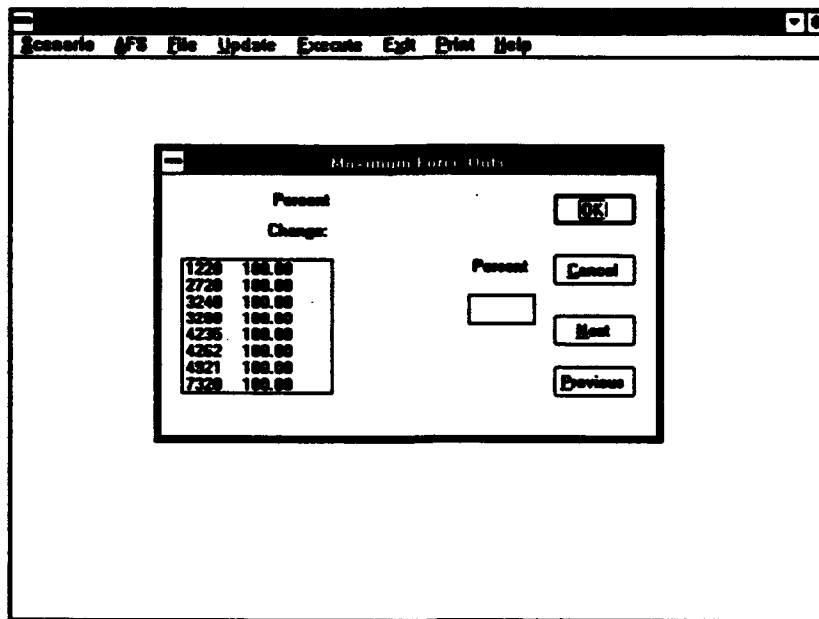 Scenario AFS File Update Execute Exit Print Help
Maximum Force Outs
Percent
Change:
OK
1220 100.00
2720 100.00
3240 100.00
100.00
4235 100.00
4262 100.00
4921 100.00
7320 100.00
Percent
Cancel
Next
Previous